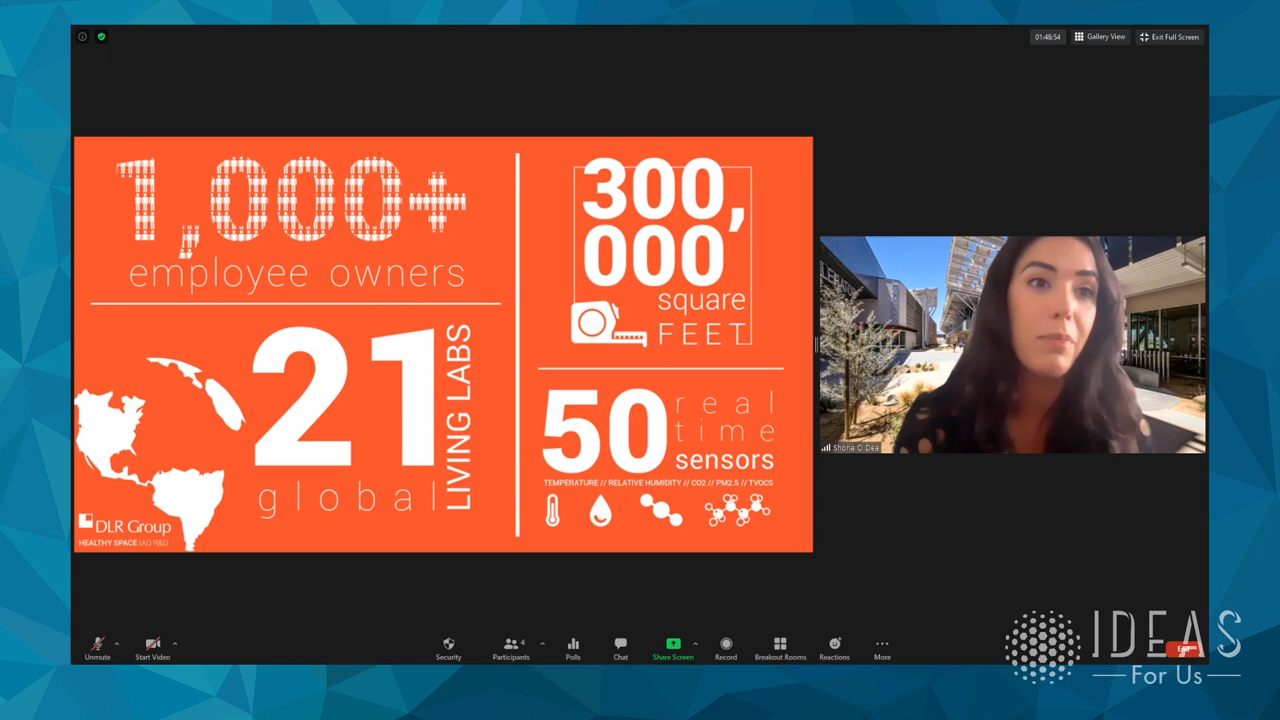 01:48:54
Gallery View
Exit Full Screen
1,000+
employee owners
21
global
LIVING LABS
DLR Group
HEALTHY SPACE IAQ R&D
300,
000
square
FEET
50
real
time
sensors
TEMPERATURE // RELATIVE HUMIDITY // CO2 // PM2.5 // TVOCS
Shona O Dea
Unmute
Start Video
Security
4
Participants
Polls
Chat
Share Screen
Record
Breakout Rooms
Reactions
More
End
IDEAS
For Us